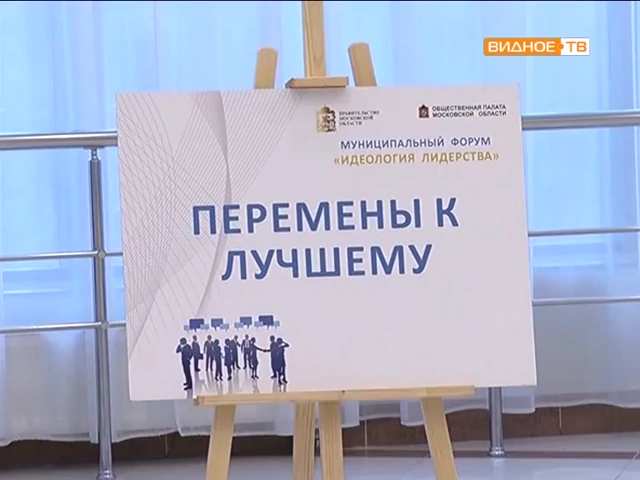 ВИДНОЕ ТВ
ПРАВИТЕЛЬСТВО
МОСКОВСКОЙ
ОБЛАСТИ
ОБЩЕСТВЕННАЯ ПАЛАТА
МОСКОВСКОЙ ОБЛАСТИ
МУНИЦИПАЛЬНЫЙ ФОРУМ
«ИДЕОЛОГИЯ ЛИДЕРСТВА»
ПЕРЕМЕНЫ К
ЛУЧШЕМУ